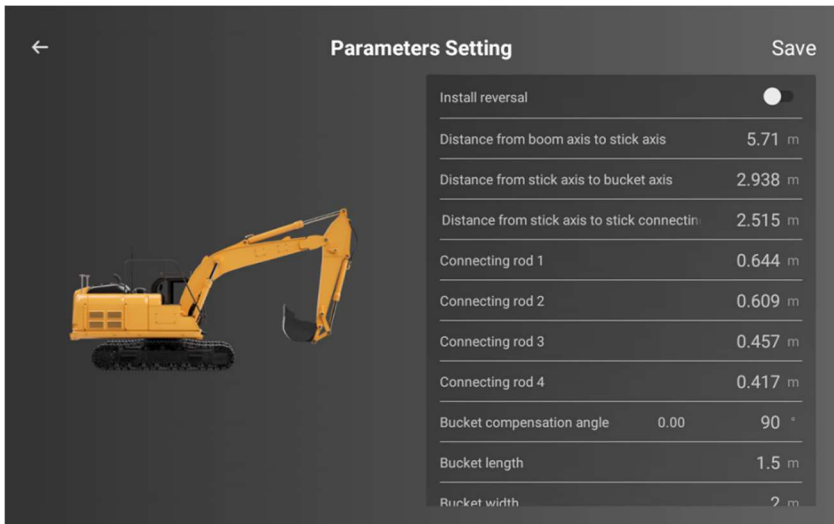 Parameters Setting Save
Install reversal
Distance from boom axis to stick axis 5.71 m
Distance from stick axis to bucket axis 2.938 m
Distance from stick axis to stick connectin 2.515 m
Connecting rod 1 0.644 m
Connecting rod 2 0.609 m
Connecting rod 3 0.457 m
Connecting rod 4 0.417 m
Bucket compensation angle 0.00 90 °
Bucket length 1.5 m
Bucket width 2 m